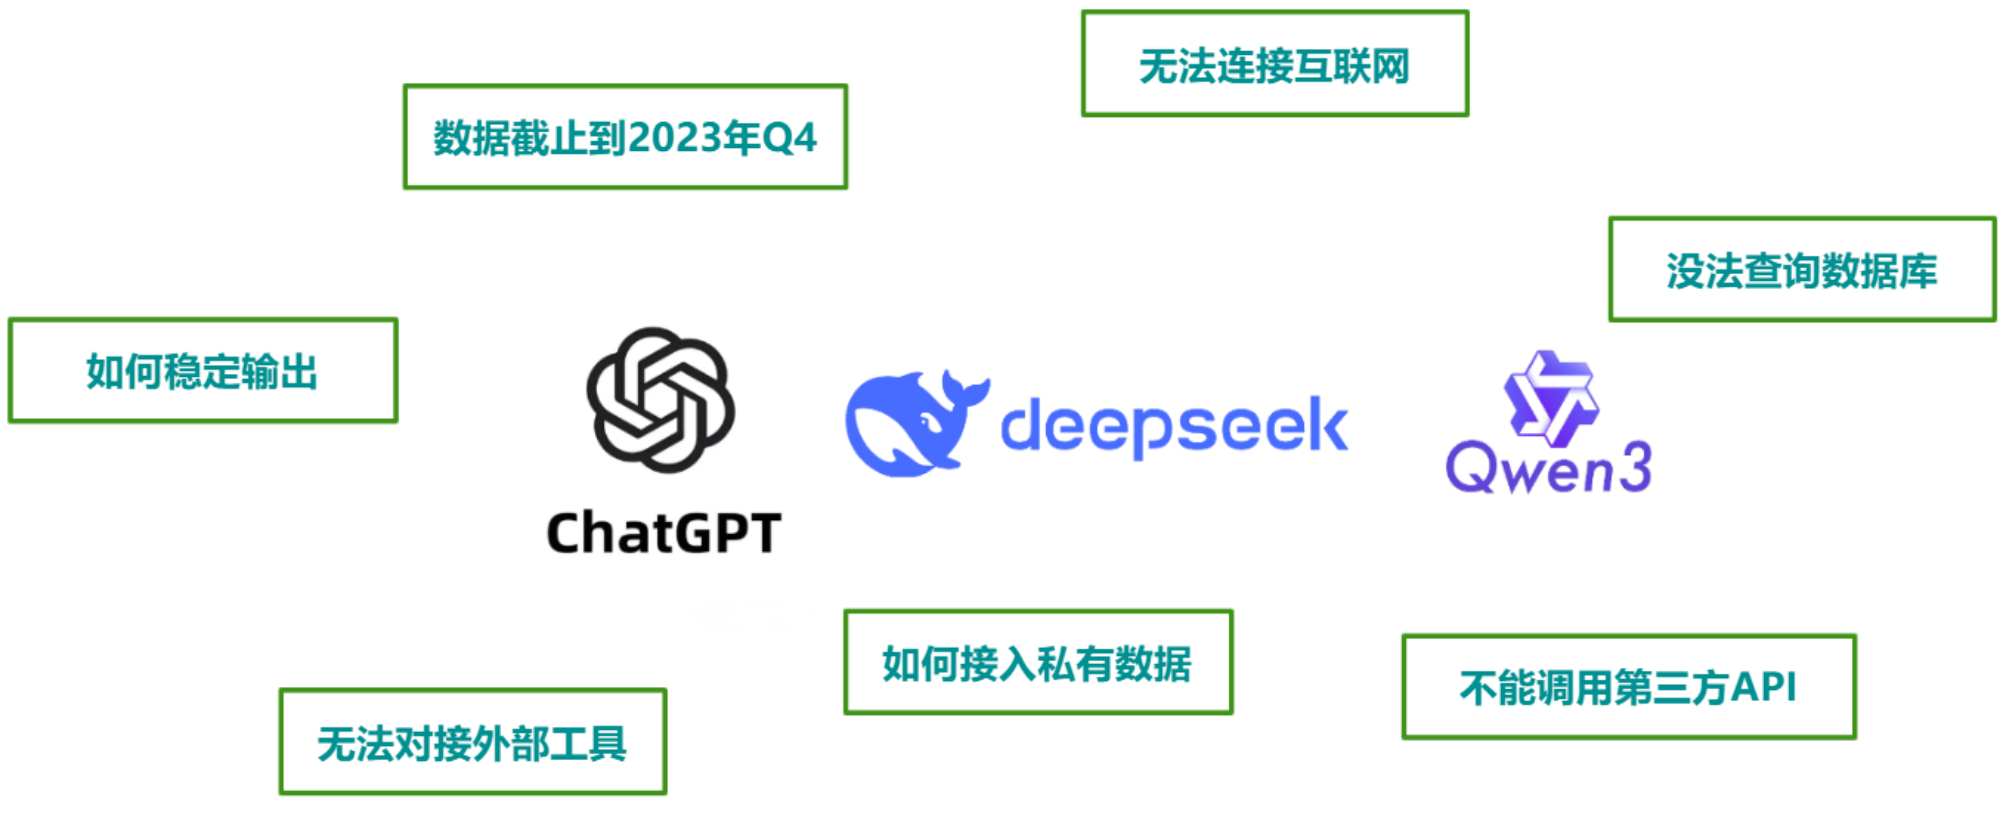 无法连接互联网
数据截止到2023年Q4
没法查询数据库
如何稳定输出
deepseek
Qwen3
ChatGPT
如何接入私有数据
不能调用第三方API
无法对接外部工具